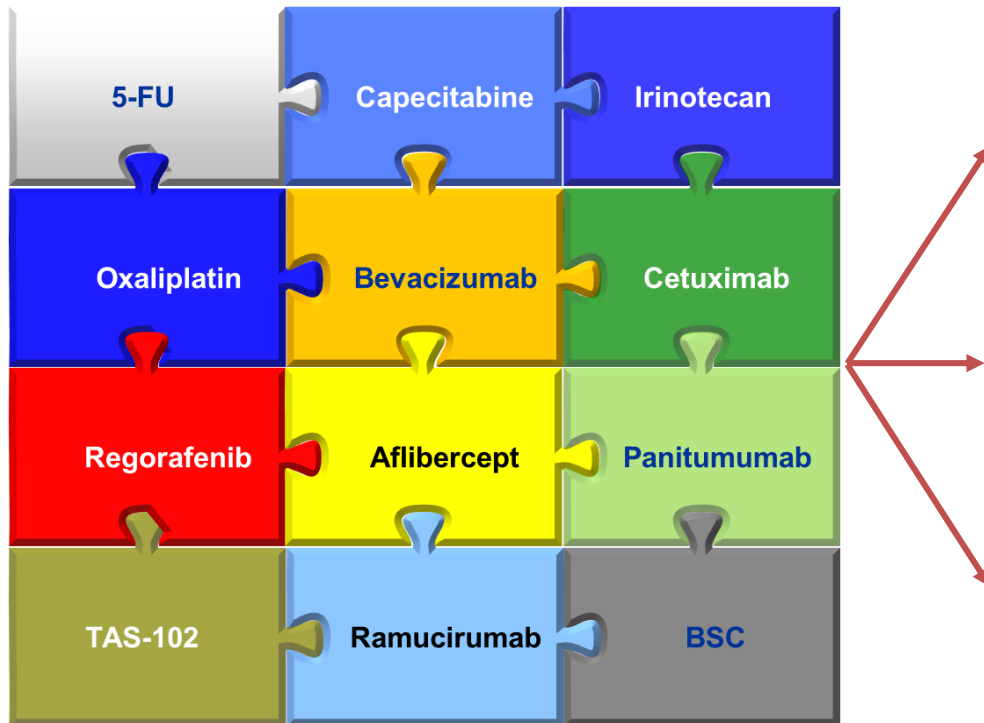 5-FU
Capecitabine
Irinotecan
Oxaliplatin
Bevacizumab
Cetuximab
Regorafenib
Aflibercept
Panitumumab
TAS-102
Ramucirumab
BSC